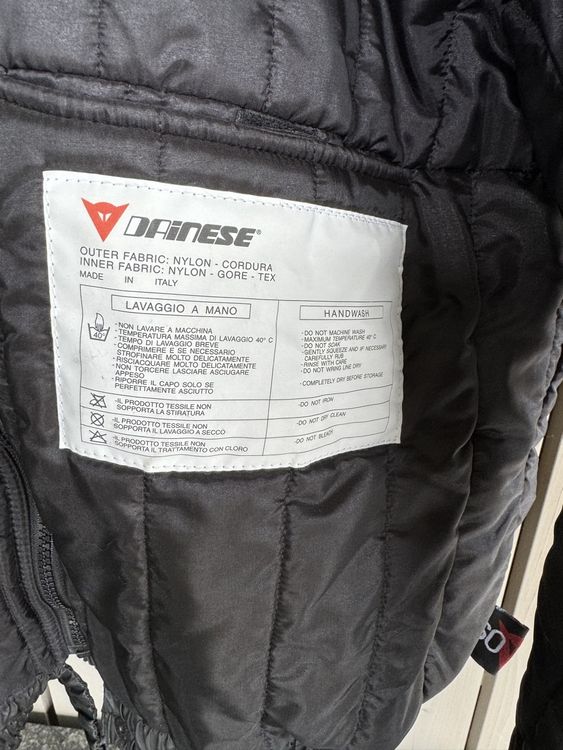 DAINESE®
OUTER FABRIC: NYLON - CORDURA
INNER FABRIC: NYLON - GORE - TEX
MADE IN ITALY
LAVAGGIO A MANO
40°
-NON LAVARE A MACCHINA
-TEMPERATURA MASSIMA DI LAVAGGIO 40° C
-TEMPO DI LAVAGGIO BREVE
-COMPRIMERE E SE NECESSARIO
STROFINARE MOLTO DELICATAMENTE
-RISCIACQUARE MOLTO DELICATAMENTE
-NON TORCERE LASCIARE ASCIUGARE
APPESO
-RIPORRE IL CAPO SOLO SE
PERFETTAMENTE ASCIUTTO
-IL PRODOTTO TESSILE NON
SOPPORTA LA STIRATURA
-IL PRODOTTO TESSILE NON
SOPPORTA IL LAVAGGIO A SECCO
-IL PRODOTTO TESSILE NON
SOPPORTA IL TRATTAMENTO CON CLORO
HANDWASH
-DO NOT MACHINE WASH
-MAXIMUM TEMPERATURE 40° C
-DO NOT SOAK
-GENTLY SQUEEZE AND IF NECESSARY
CAREFULLY RUB
-RINSE WITH CARE
-DO NOT WRING LINE DRY
-COMPLETELY DRY BEFORE STORAGE
-DO NOT IRON
-DO NOT DRY CLEAN
-DO NOT BLEACH